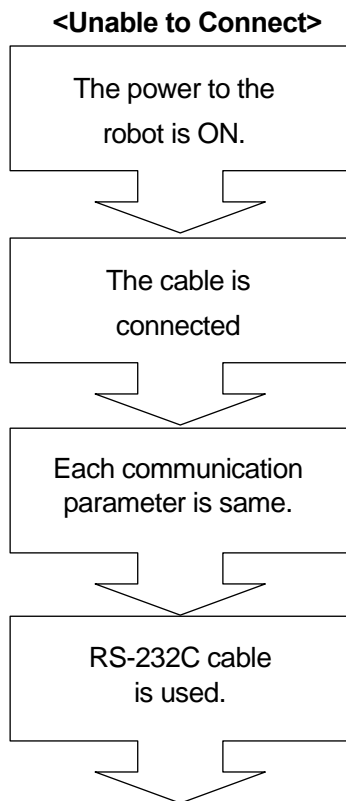 <Unable to Connect>
The power to the
robot is ON.
The cable is
connected
Each communication
parameter is same.
RS-232C cable
is used.